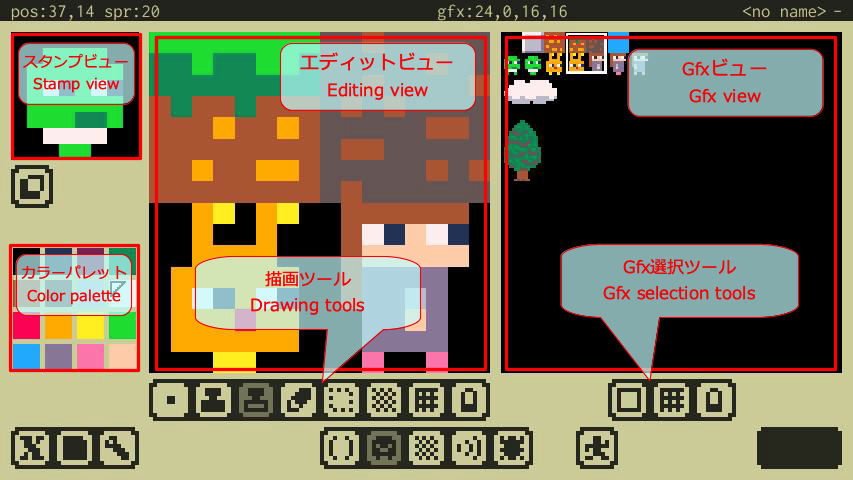 pos:37,14 spr:20 gfx:24,0,16,16 <no name> -
スタンプビュー
Stamp view
エディットビュー
Editing view
Gfxビュー
Gfx view
カラーパレット
Color palette
描画ツール
Drawing tools
Gfx選択ツール
Gfx selection tools